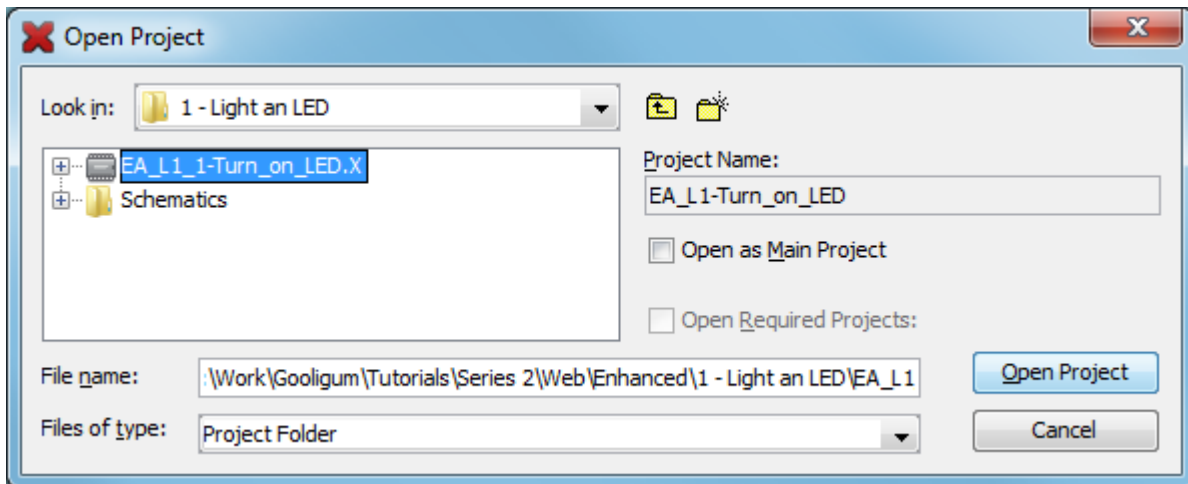 Open Project
Look in: 1 - Light an LED
EA_L1_1-Turn_on_LED.X
Schematics
Project Name:
EA_L1-Turn_on_LED
Open as Main Project
Open Required Projects:
File name: :\Work\Gooligum\Tutorials\Series 2\Web\Enhanced\1 - Light an LED\EA_L1
Open Project
Files of type: Project Folder
Cancel